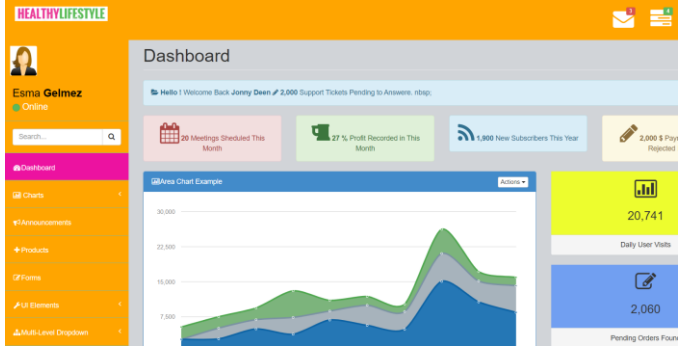 HEALTHYLIFESTYLE
3
4
Dashboard
Esma Gelmez
Online
Hello ! Welcome Back Jonny Deen 2,000 Support Tickets Pending to Answere. nbsp;
Search...
20 Meetings Sheduled This
Month
27 % Profit Recorded in This
Month
1,900 New Subscribers This Year
2,000 $ Paym
Rejected
Dashboard
Charts
Announcements
Products
Forms
UI Elements
Multi-Level Dropdown
Area Chart Example
Actions
30,000
22,500
15,000
7,500
20,741
Daily User Visits
2,060
Pending Orders Foun